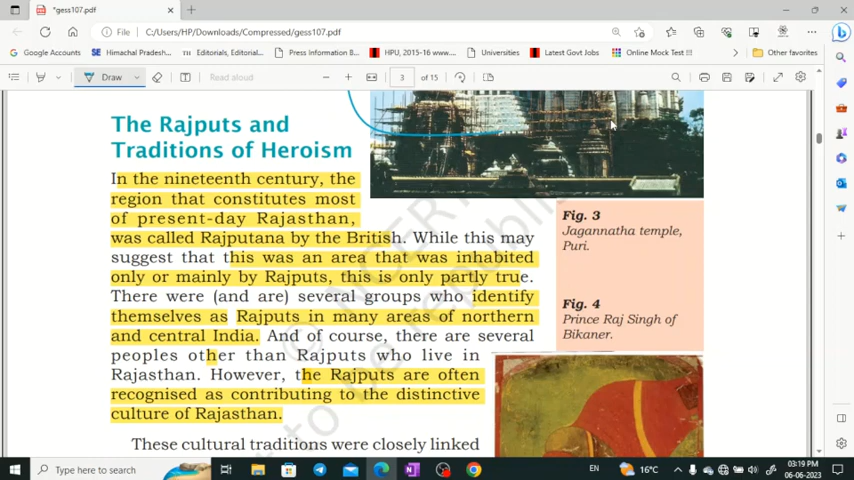 *gess107.pdf
File
C:/Users/HP/Downloads/Compressed/gess107.pdf
Google Accounts
SE Himachal Pradesh...
Editorials, Editorial...
Press Information B...
HPU, 2015-16 www....
Universities
Latest Govt Jobs
Online Mock Test !!!
Other favorites
Draw
Read aloud
3 of 15
The Rajputs and
Traditions of Heroism
In the nineteenth century, the
region that constitutes most
of present-day Rajasthan,
was called Rajputana by the British. While this may
suggest that this was an area that was inhabited
only or mainly by Rajputs, this is only partly true.
There were (and are) several groups who identify
themselves as Rajputs in many areas of northern
and central India. And of course, there are several
peoples other than Rajputs who live in
Rajasthan. However, the Rajputs are often
recognised as contributing to the distinctive
culture of Rajasthan.
These cultural traditions were closely linked
Fig. 3
Jagannatha temple,
Puri.
Fig. 4
Prince Raj Singh of
Bikaner.
© NCERT
to be republi
Type here to search
EN
16°C
03:19 PM
06-06-2023